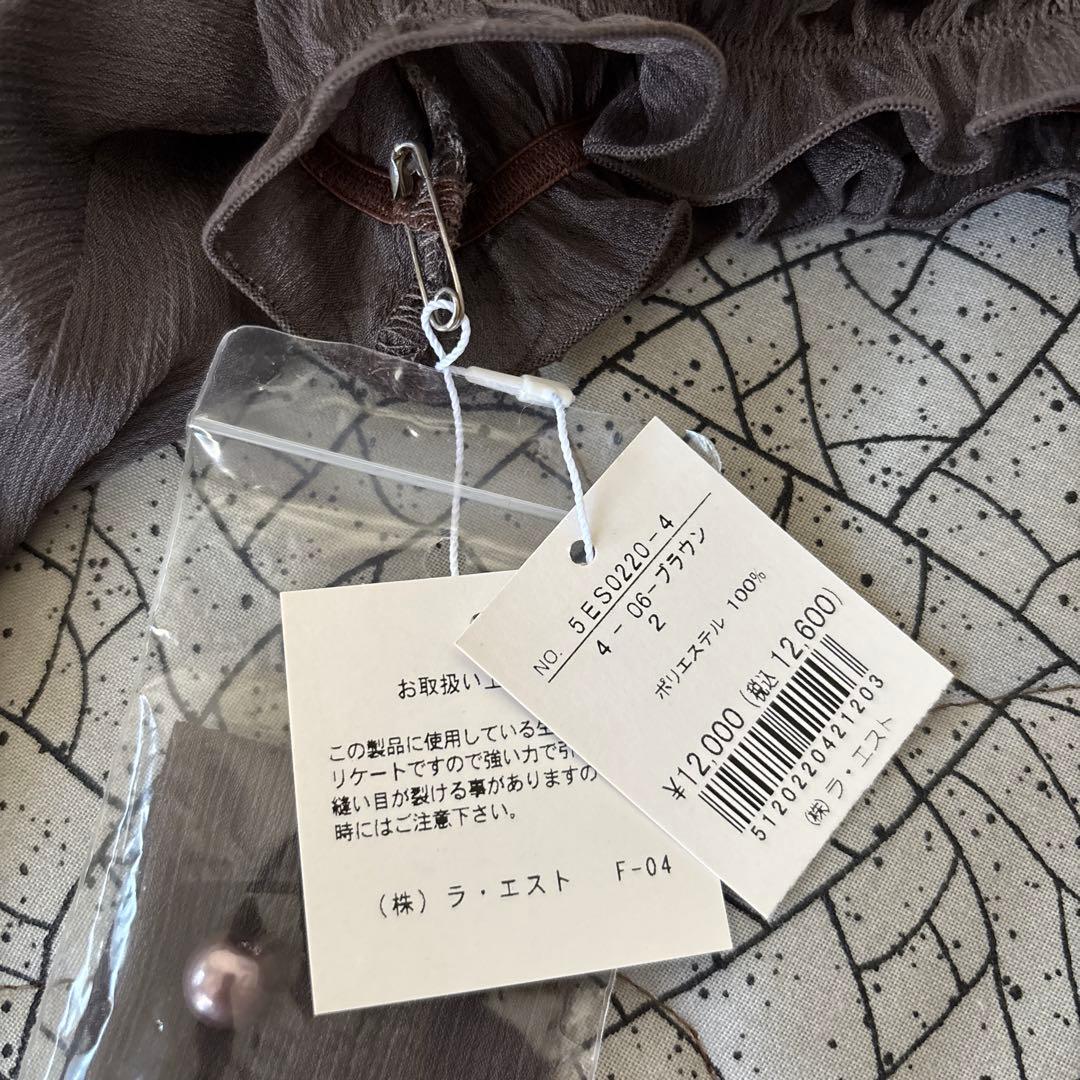 NO. 5ES0220-4
4-06-ブラウン
2
ポリエステル 100%
¥12,000 (税込 12,600)
5120220421203
(株) ラ・エスト
お取扱い上
この製品に使用している生
リケートですので強い力で引
縫い目が裂ける事がありますの
時にはご注意下さい。
(株) ラ・エスト F-04